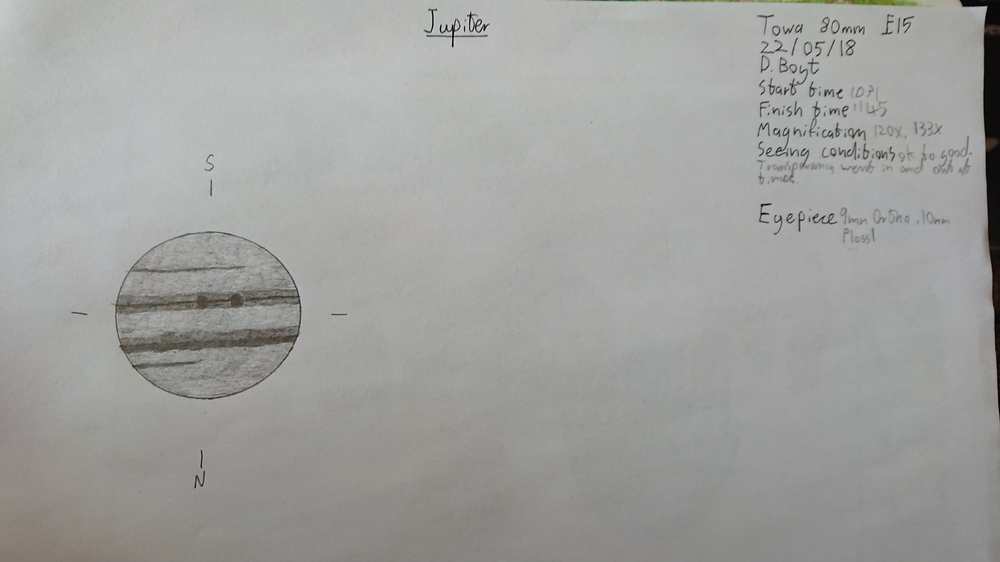 Jupiter
Towa 80mm E15
22/05/18
D. Boyt
Start time
Finish time 1145
Magnification 120X, 133X
Seeing conditions ok to good.
Transparency went in and out at
times.
Eyepiece 9mm Ortho, 10mm
Plossl
S
N